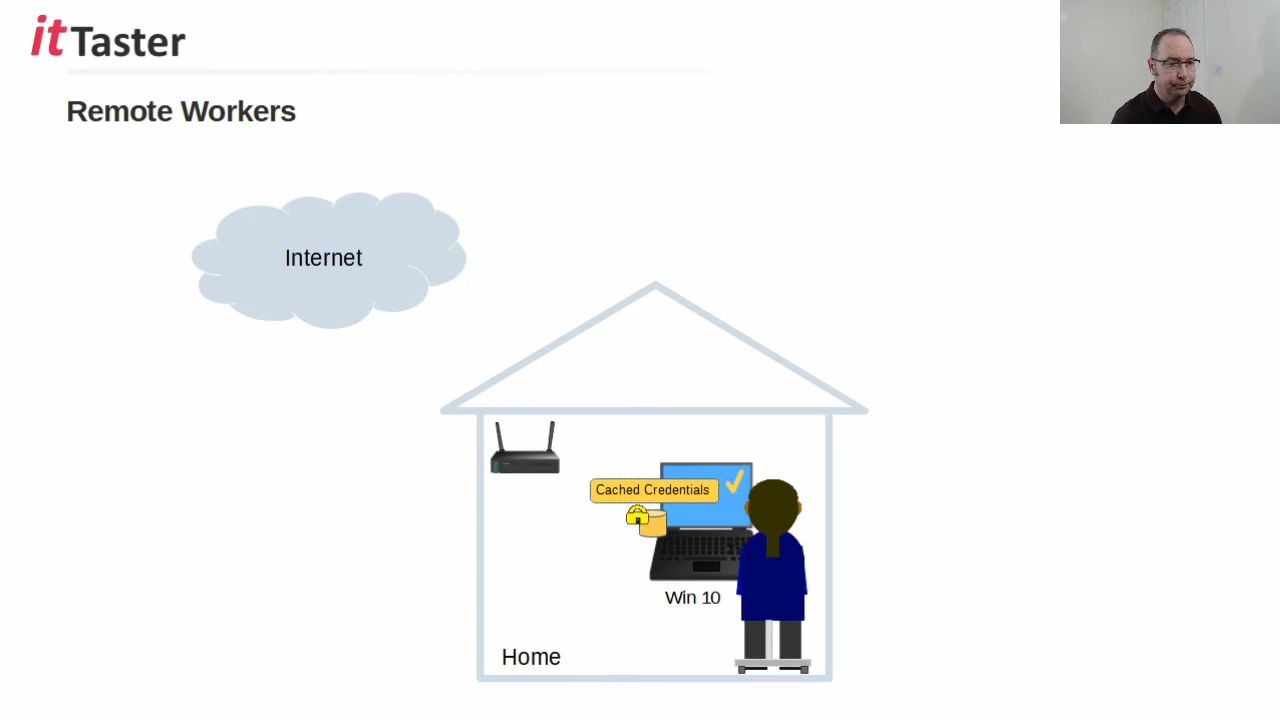 itTaster
Remote Workers
Internet
Cached Credentials
Win 10
Home